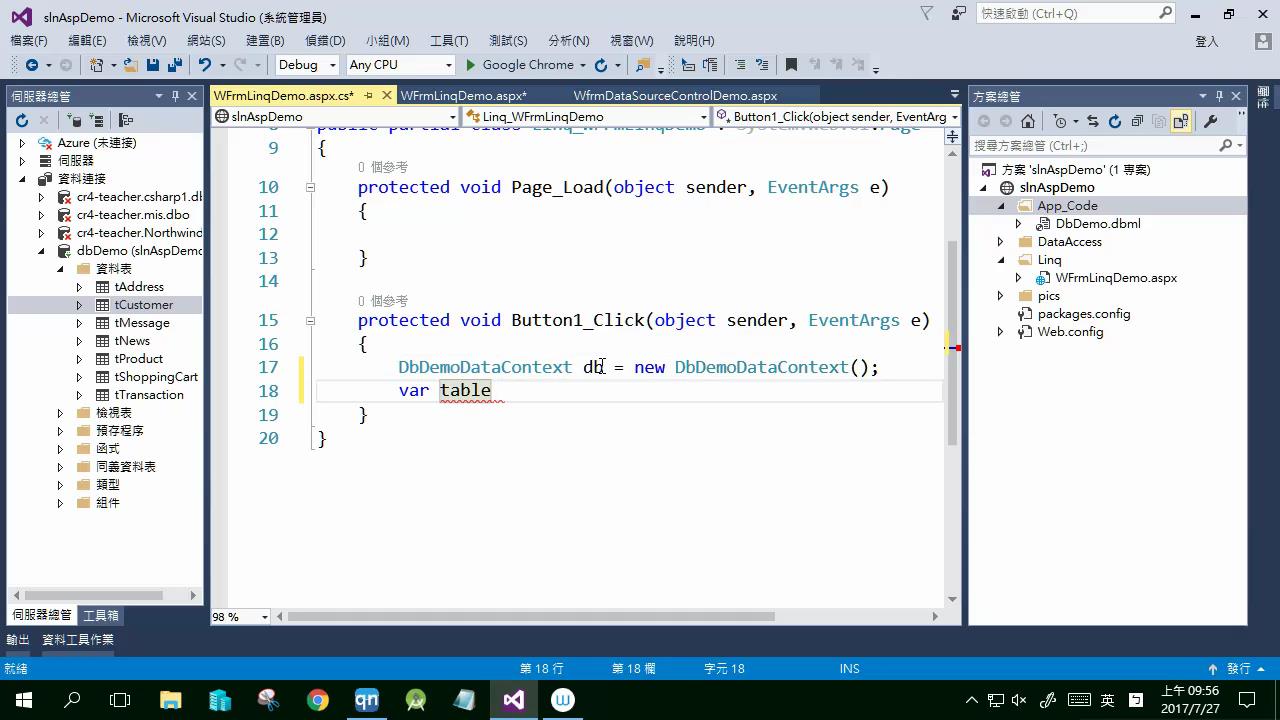 slnAspDemo - Microsoft Visual Studio (系統管理員)
快速啟動 (Ctrl+Q)
檔案(F) 編輯(E) 檢視(V) 網站(S) 建置(B) 偵錯(D) 小組(M) 工具(T) 測試(S) 分析(N) 視窗(W) 說明(H)
登入
Debug Any CPU Google Chrome
伺服器總管
WFrmLinqDemo.aspx.cs* WFrmLinqDemo.aspx* WfrmDataSourceControlDemo.aspx
方案總管
slnAspDemo Linq_WFrmLinqDemo Button1_Click(object sender, EventArg
搜尋方案總管 (Ctrl+;)
Azure (未連接)
伺服器
資料連接
cr4-teacher.csharp1.db
cr4-teacher.mis.dbo
cr4-teacher.Northwind
dbDemo (slnAspDemo
資料表
tAddress
tCustomer
tMessage
tNews
tProduct
tShoppingCart
tTransaction
檢視表
預存程序
函式
同義資料表
類型
組件
伺服器總管 工具箱
public partial class Linq_WFrmLinqDemo : System.Web.UI.Page
9 {
0 個參考
10 protected void Page_Load(object sender, EventArgs e)
11 {
12
13 }
14
0 個參考
15 protected void Button1_Click(object sender, EventArgs e)
16 {
17 DbDemoDataContext db = new DbDemoDataContext();
18 var table
19 }
20 }
98 %
方案 'slnAspDemo' (1 專案)
slnAspDemo
App_Code
DbDemo.dbml
DataAccess
Linq
WFrmLinqDemo.aspx
pics
packages.config
Web.config
輸出 資料工具作業
就緒 第 18 行 第 18 欄 字元 18 INS 發行
qn
W
英
上午 09:56
2017/7/27